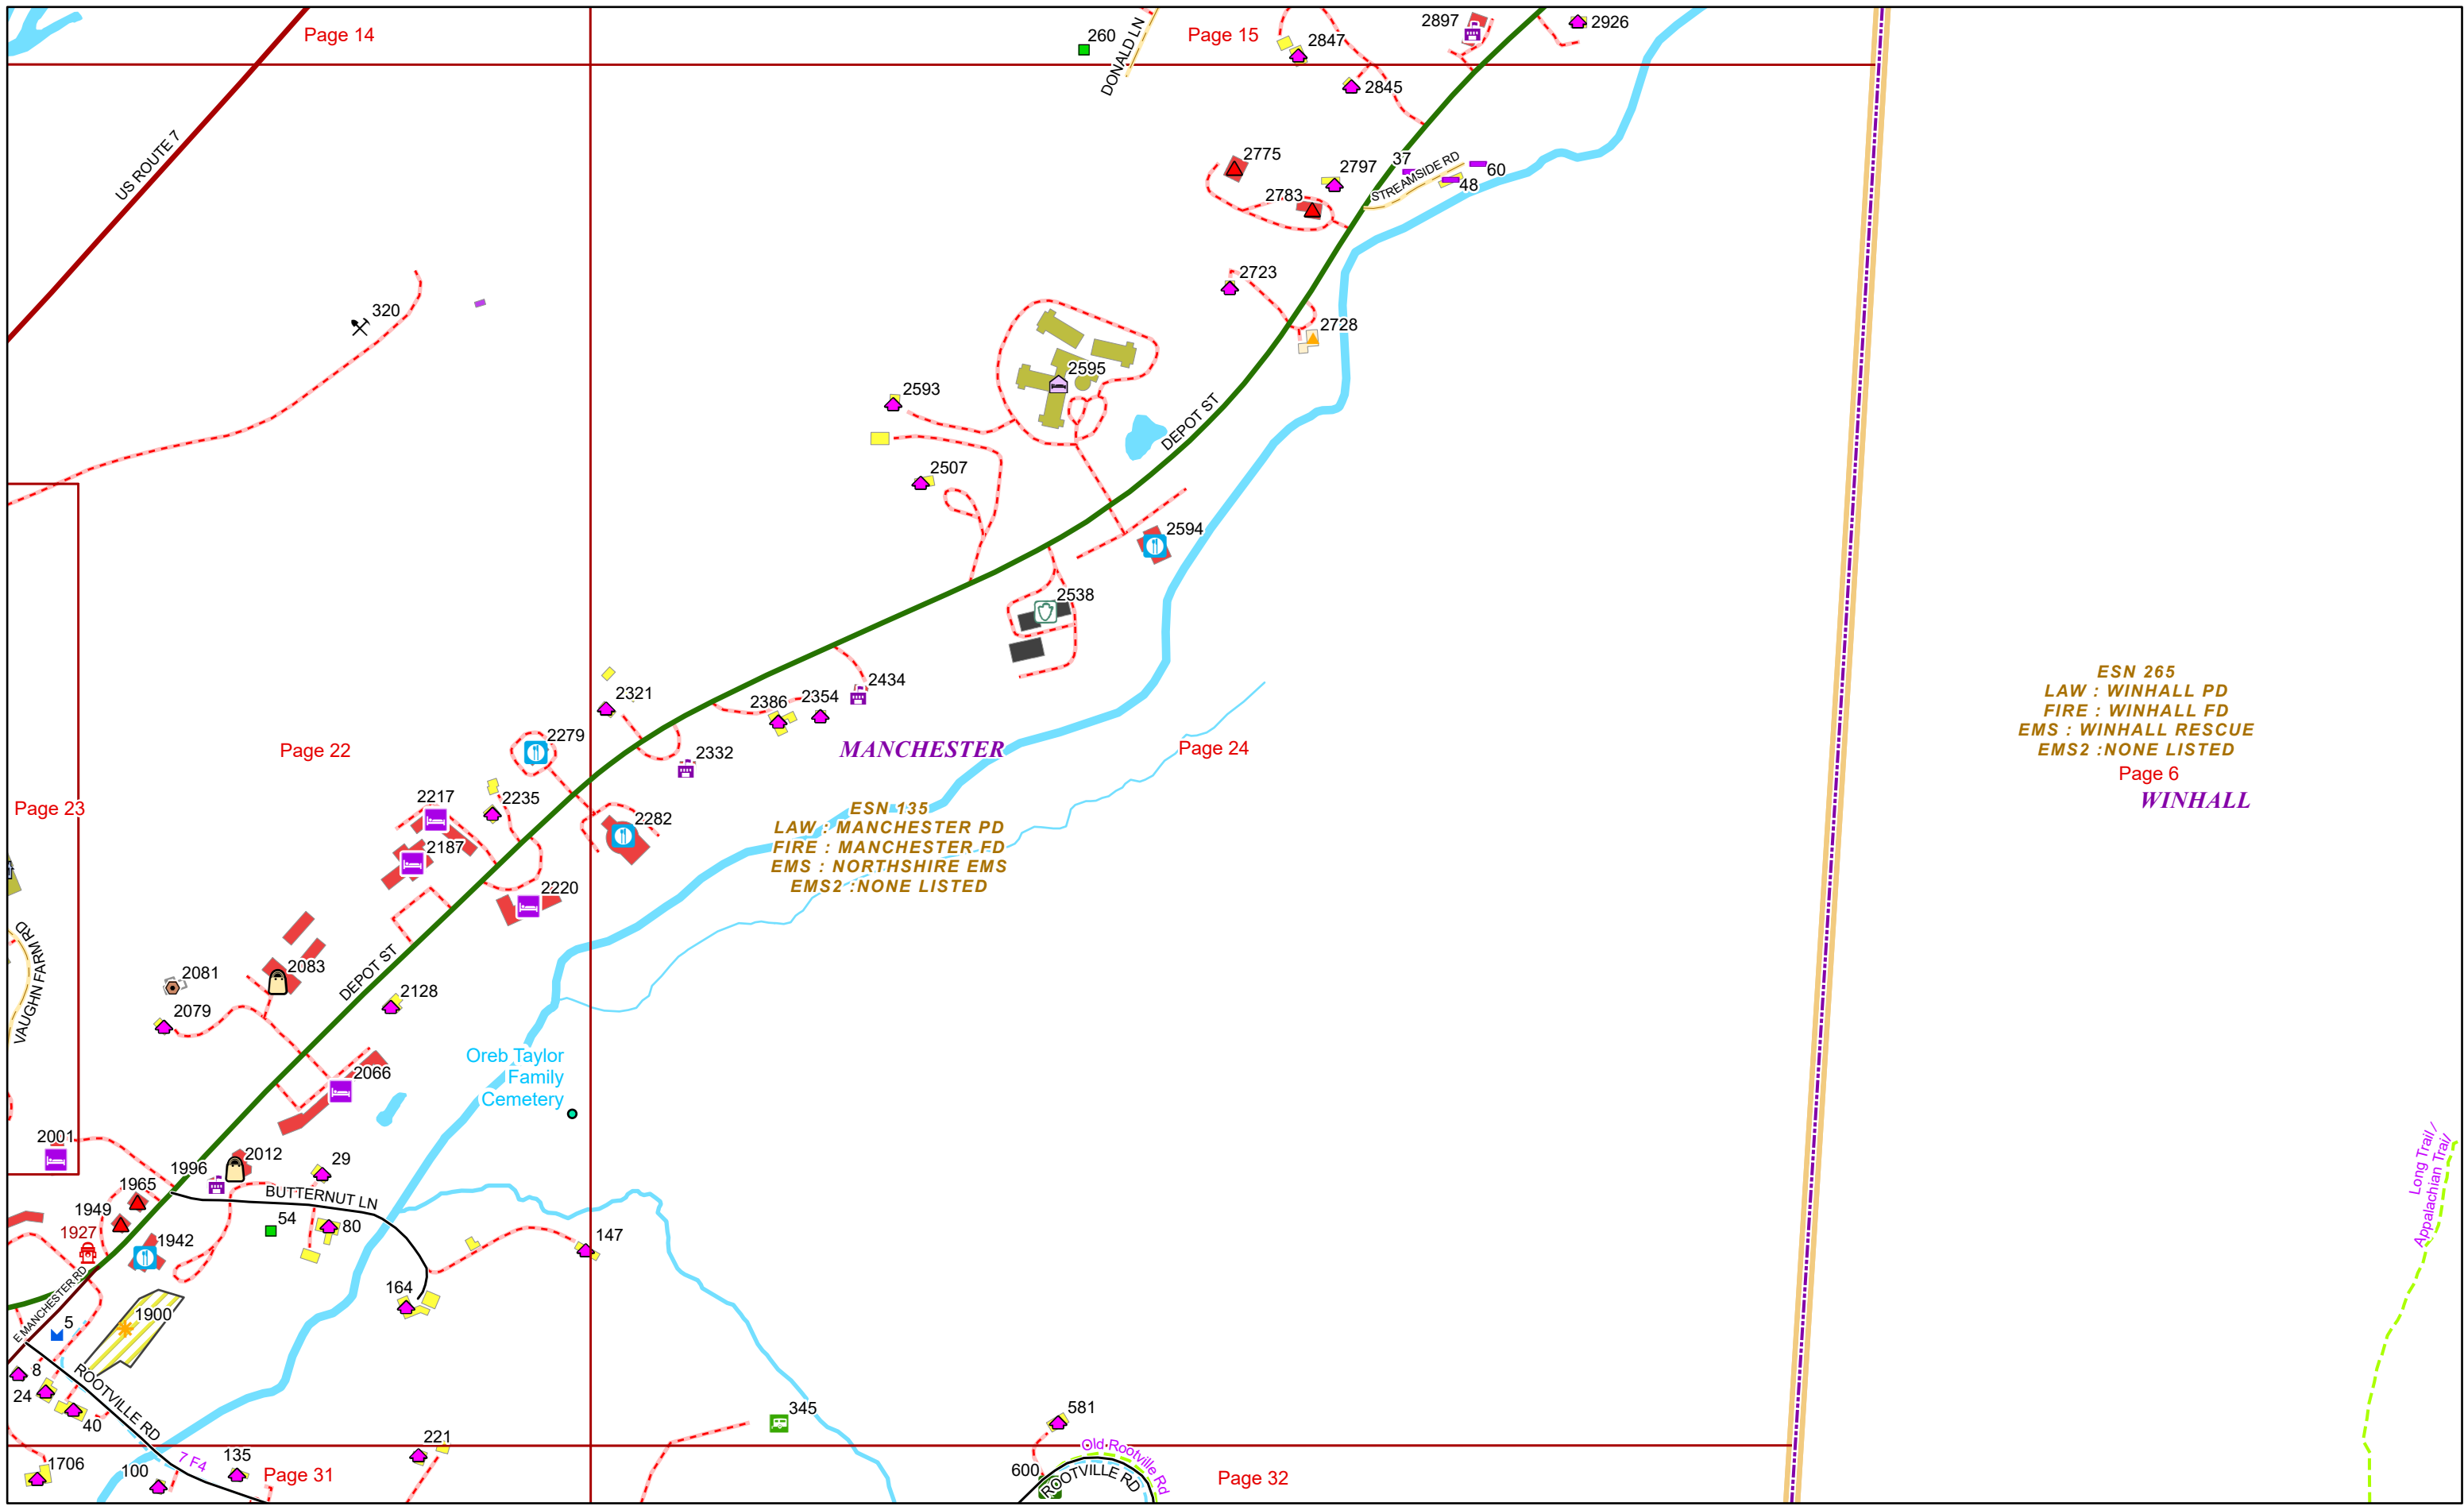 Page 14
260
DONALD LN
Page 15
2847
2897
2926
2845
US ROUTE 7
2775
2797
37
STREAMSIDE RD
60
48
2783
2723
320
2728
2595
2593
DEPOT ST
2507
2594
2538
ESN 265
LAW : WINHALL PD
FIRE : WINHALL FD
EMS : WINHALL RESCUE
EMS2 :NONE LISTED
Page 6
WINHALL
2434
2321
2386
2354
2279
Page 22
2332
MANCHESTER
Page 24
Page 23
2217
2235
2282
2187
ESN 135
LAW : MANCHESTER PD
FIRE : MANCHESTER FD
EMS : NORTHSHIRE EMS
EMS2 :NONE LISTED
2220
VAUGHN FARM RD
DEPOT ST
2081
2083
2079
2128
Oreb Taylor
Family
Cemetery
2066
2001
2012
1996
29
BUTTERNUT LN
1965
1949
54
80
1927
1942
147
164
E MANCHESTER RD
1900
5
8
24
ROOTVILLE RD
40
345
581
221
Old Rootville Rd
1706
100
7 F4
135
Page 31
600
ROOTVILLE RD
Page 32
Long Trail /
Appalachian Trail/